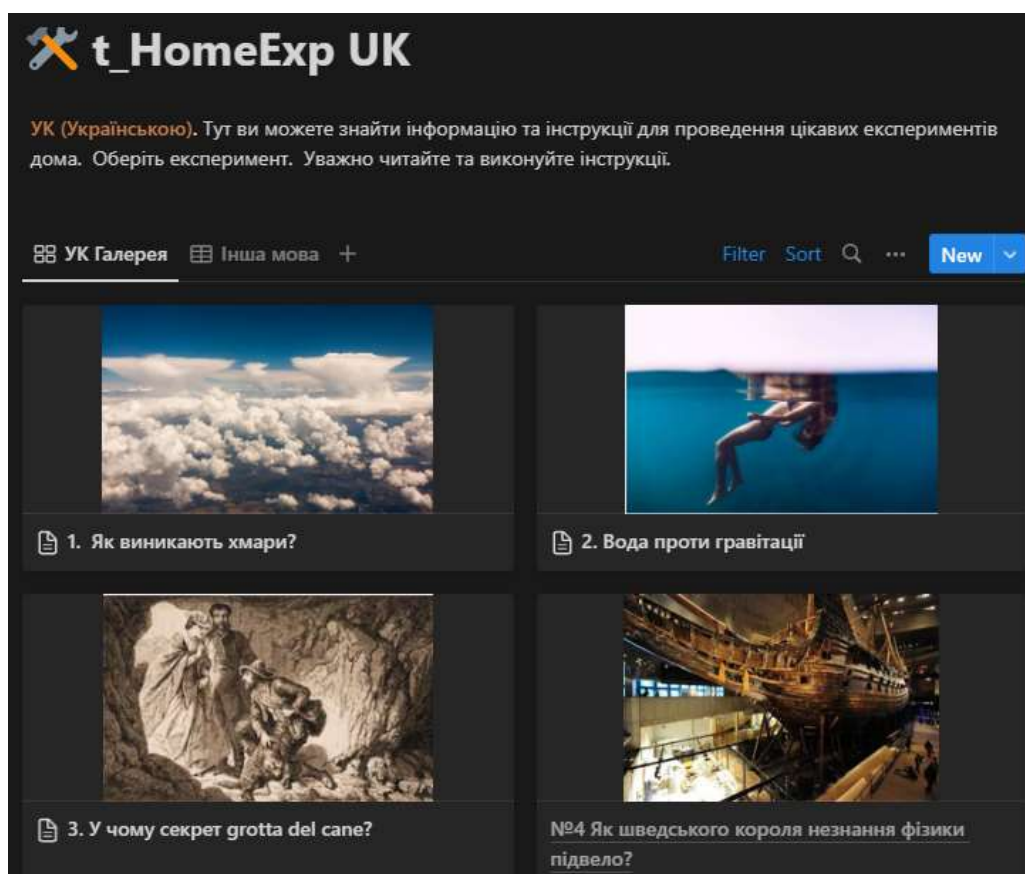 t_HomeExp UK
УК (Українською). Тут ви можете знайти інформацію та інструкції для проведення цікавих експериментів
дома. Оберіть експеримент. Уважно читайте та виконуйте інструкції.
УК Галерея Інша мова + Filter Sort ... New
1. Як виникають хмари?
2. Вода проти гравітації
3. У чому секрет grotta del cane?
№4 Як шведського короля незнання фізики
підвело?